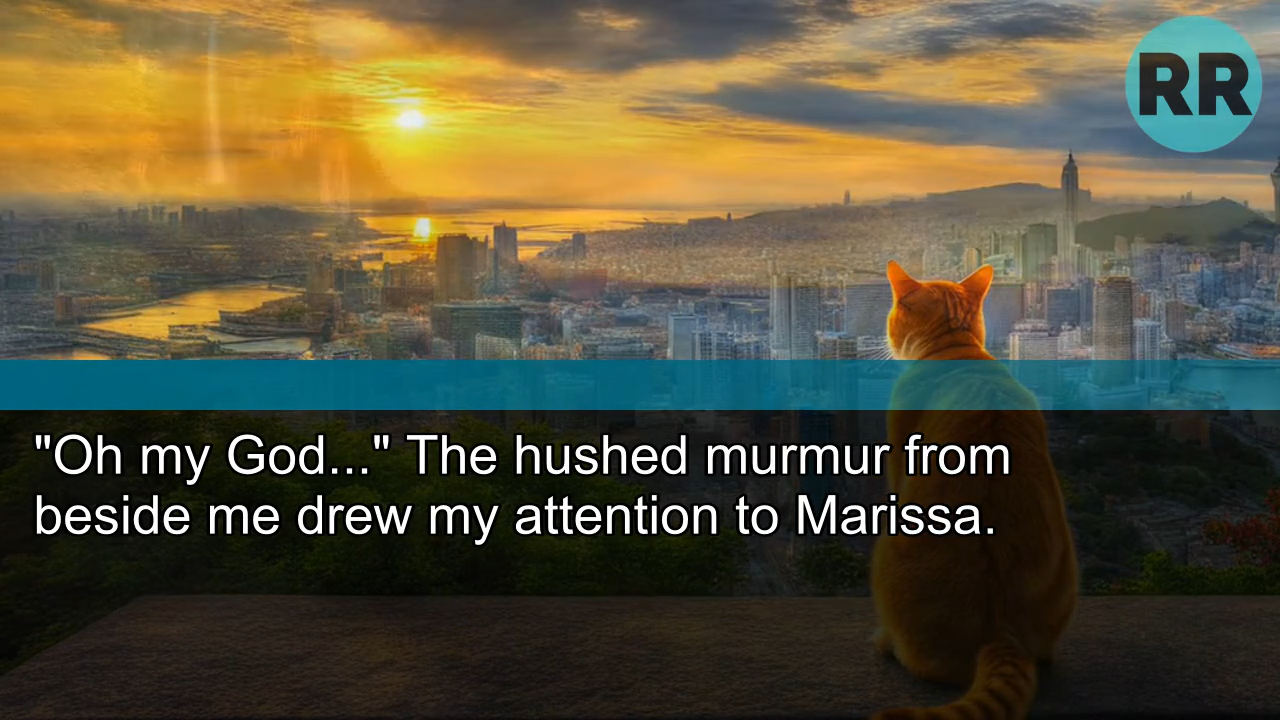 RR
"Oh my God..." The hushed murmur from
beside me drew my attention to Marissa.